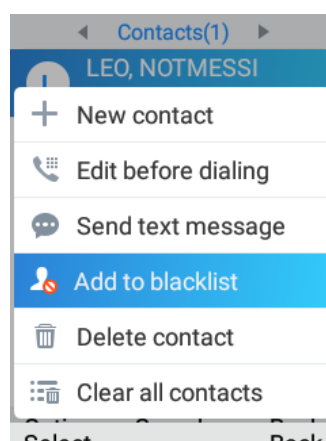 Contacts(1)
LEO, NOTMESSI
New contact
Edit before dialing
Send text message
Add to blacklist
Delete contact
Clear all contacts
Select Back